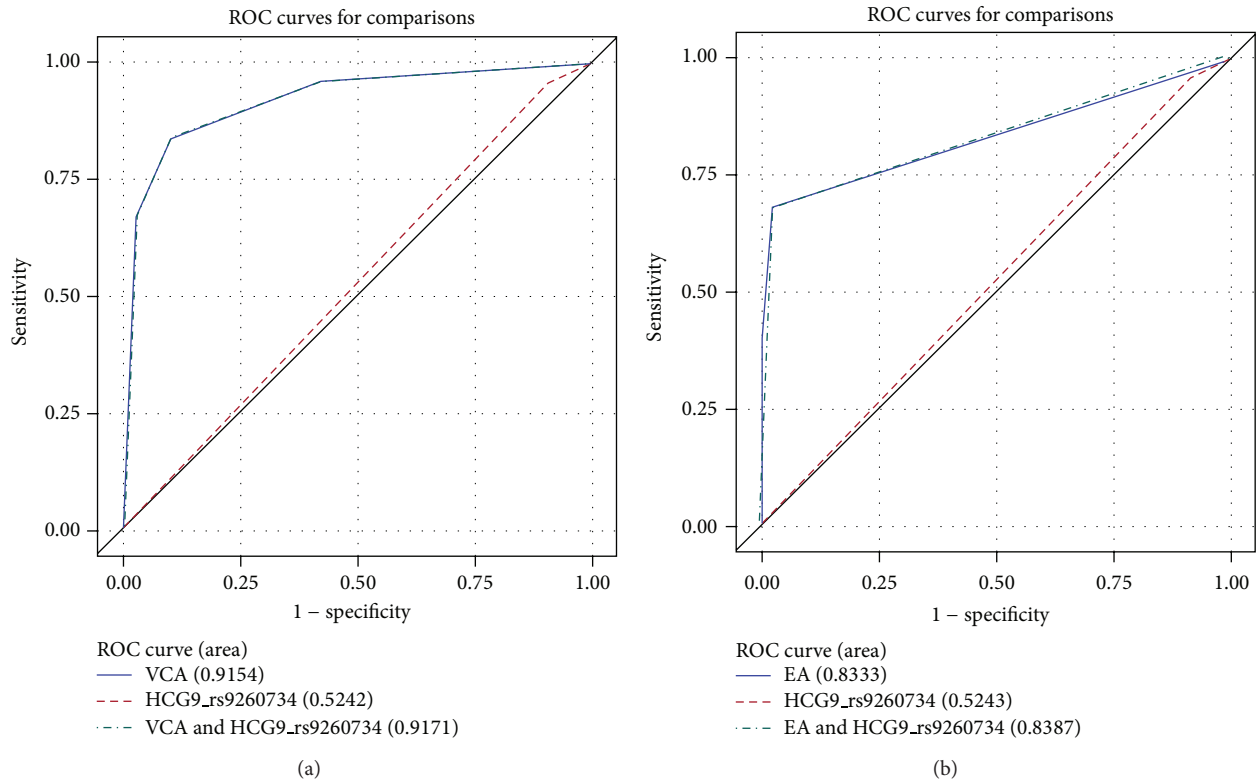 ROC curves for comparisons
1.00
0.75
0.50
0.25
0.00
Sensitivity
0.00 0.25 0.50 0.75 1.00
1 − specificity
ROC curve (area)
VCA (0.9154)
HCG9_rs9260734 (0.5242)
VCA and HCG9_rs9260734 (0.9171)
(a)
ROC curves for comparisons
1.00
0.75
0.50
0.25
0.00
Sensitivity
0.00 0.25 0.50 0.75 1.00
1 − specificity
ROC curve (area)
EA (0.8333)
HCG9_rs9260734 (0.5243)
EA and HCG9_rs9260734 (0.8387)
(b)